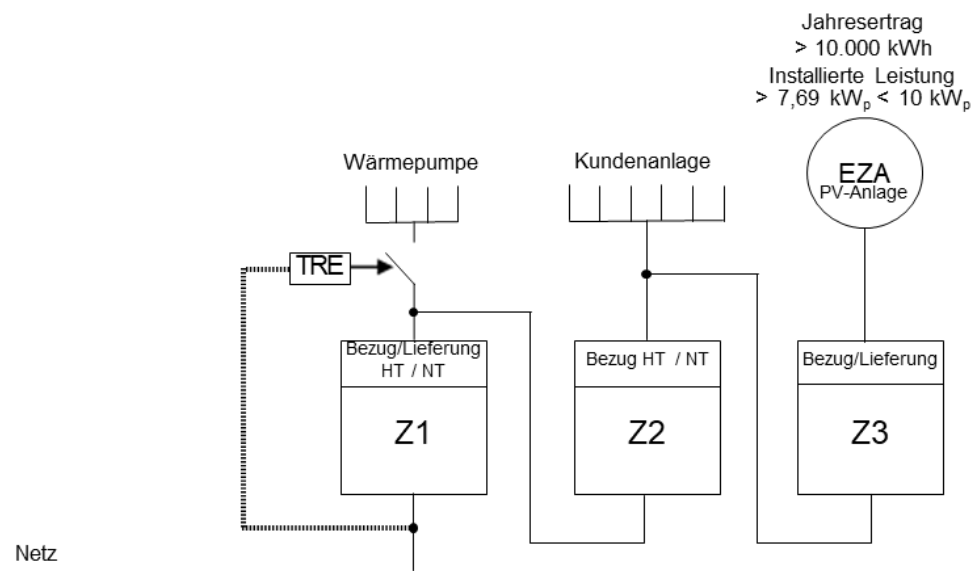 Jahresertrag
> 10.000 kWh
Installierte Leistung
> 7,69 kWp < 10 kWp
Wärmepumpe
Kundenanlage
EZA
PV-Anlage
TRE
Bezug/Lieferung
HT / NT
Bezug HT / NT
Bezug/Lieferung
Z1
Z2
Z3
Netz